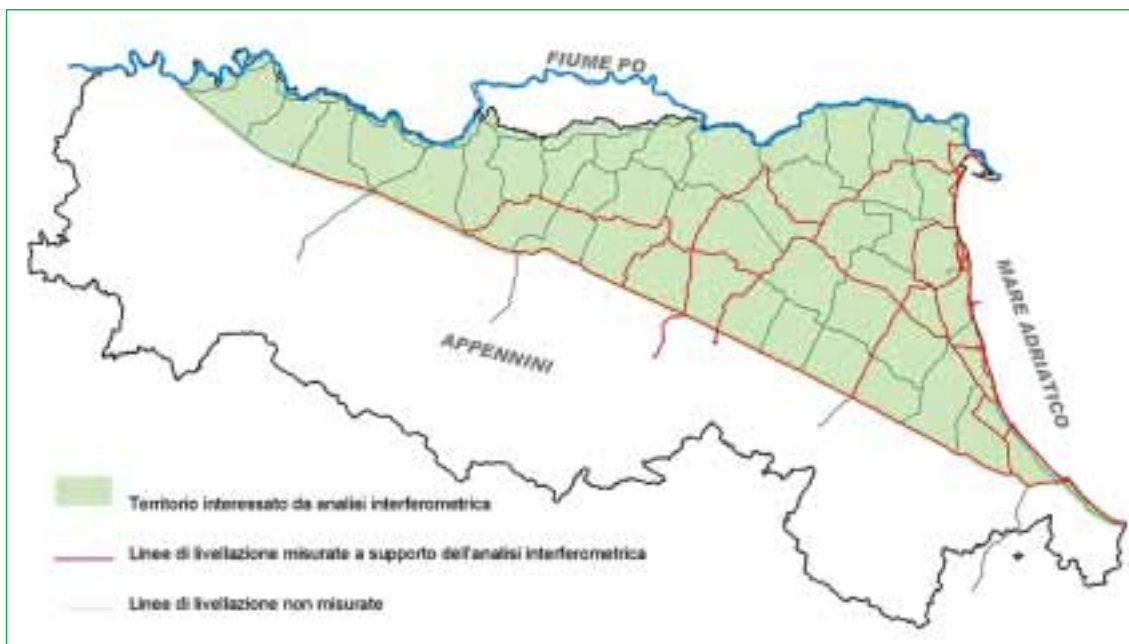 FIUME PO
MARE ADRIATICO
APPENNINI
Territorio interessato da analisi interferometrica
Linee di livellazione misurate a supporto dell'analisi interferometrica
Linee di livellazione non misurate